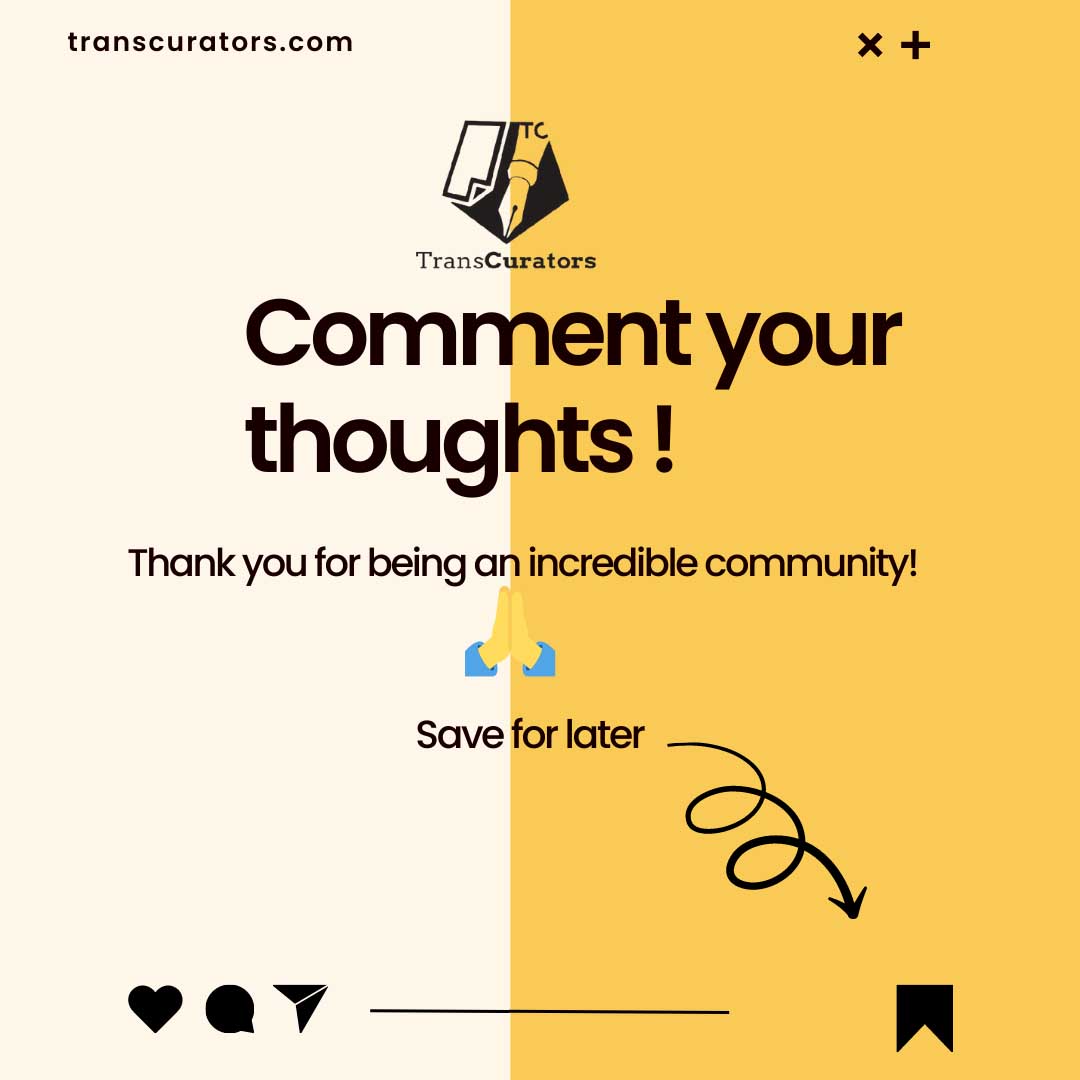 transcurators.com
TC
TransCurators
Comment your
thoughts !
Thank you for being an incredible community!
Save for later